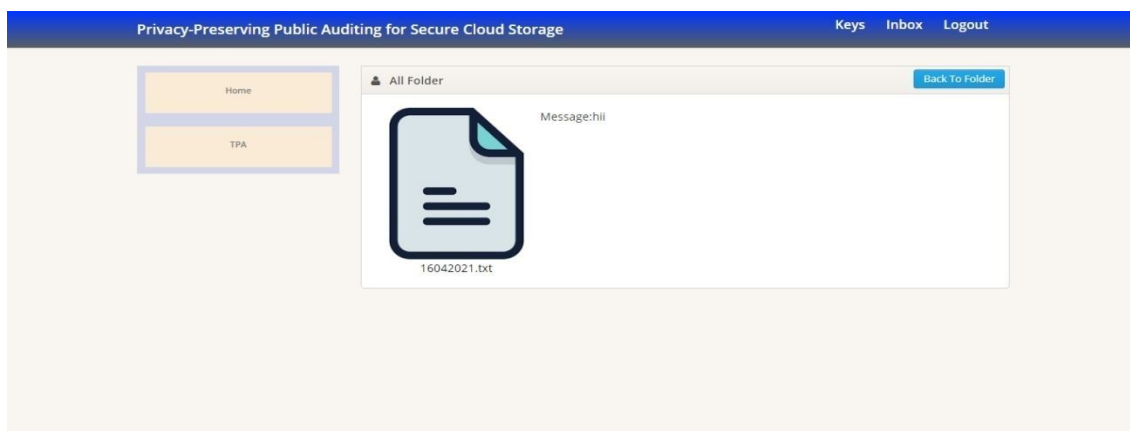 Privacy-Preserving Public Auditing for Secure Cloud Storage
Keys Inbox Logout
Home
TPA
All Folder
Back To Folder
Message:hii
16042021.txt